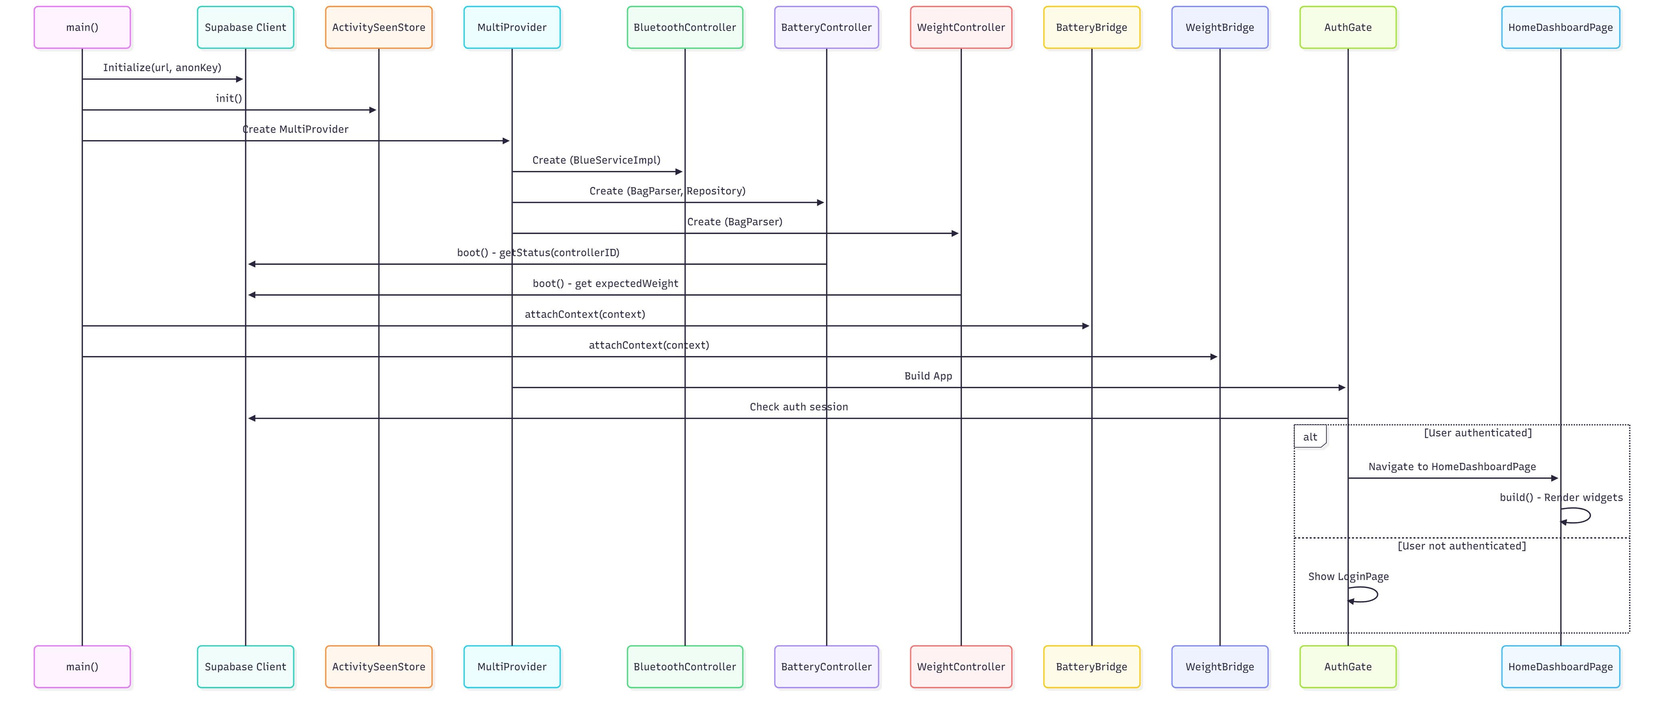 main()
Supabase Client
ActivitySeenStore
MultiProvider
BluetoothController
BatteryController
WeightController
BatteryBridge
WeightBridge
AuthGate
HomeDashboardPage
Initialize(url, anonKey)
init()
Create MultiProvider
Create (BlueServiceImpl)
Create (BagParser, Repository)
Create (BagParser)
boot() - getStatus(controllerID)
boot() - get expectedWeight
attachContext(context)
attachContext(context)
Build App
Check auth session
alt
[User authenticated]
Navigate to HomeDashboardPage
build() - Render widgets
[User not authenticated]
Show LoginPage
main()
Supabase Client
ActivitySeenStore
MultiProvider
BluetoothController
BatteryController
WeightController
BatteryBridge
WeightBridge
AuthGate
HomeDashboardPage